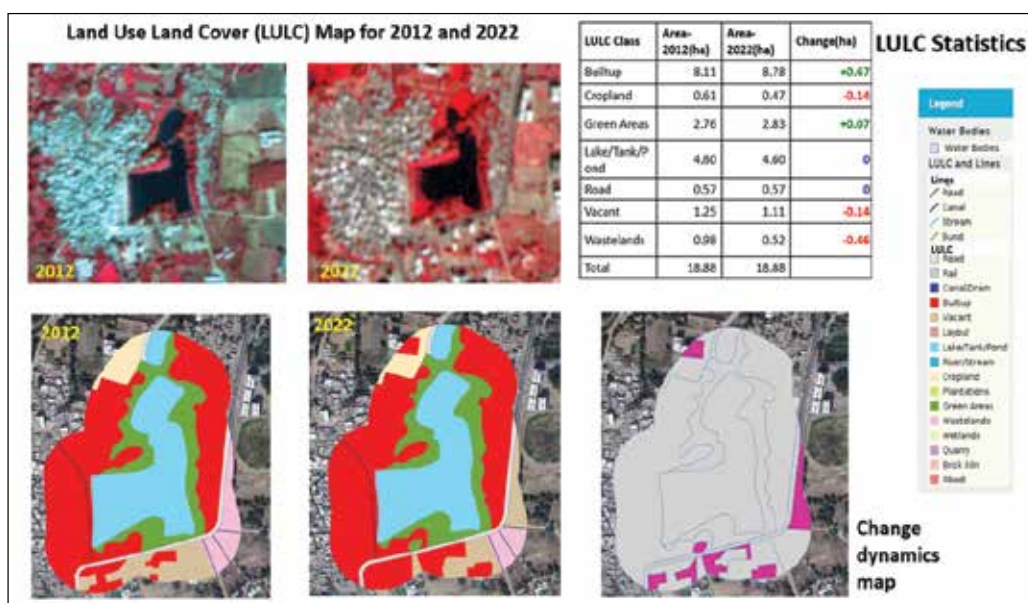 Land Use Land Cover (LULC) Map for 2012 and 2022
2012
2022
LULC Class Area-2012(ha) Area-2022(ha) Change(ha)
Builtup 8.11 8.78 +0.67
Cropland 0.61 0.47 -0.14
Green Areas 2.76 2.83 +0.07
Lake/Tank/P
ond 4.60 4.60 0
Road 0.57 0.57 0
Vacant 1.25 1.11 -0.14
Wastelands 0.98 0.52 -0.46
Total 18.88 18.88
LULC Statistics
Legend
Water Bodies
Water Bodies
LULC and Lines
Lines
Road
Canal
Stream
Bund
LULC
Road
Rail
Canal/Drain
Builtup
Vacant
Layout
Lake/Tank/Pond
River/Stream
Cropland
Plantations
Green Areas
Wastelands
Wetlands
Quarry
Brick Kiln
2012
2022
Change
dynamics
map